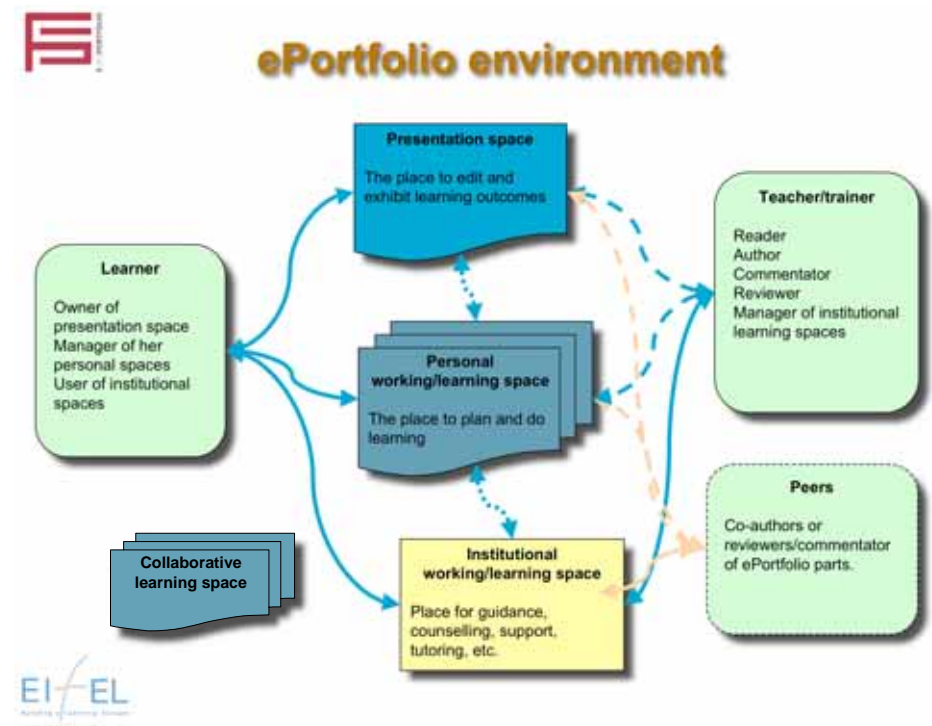 ePortfolio environment
Presentation space
The place to edit and
exhibit learning outcomes
Teacher/trainer
Reader
Author
Commentator
Reviewer
Manager of institutional
learning spaces
Learner
Owner of
presentation space
Manager of her
personal spaces
User of institutional
spaces
Personal
working/learning space
The place to plan and do
learning
Peers
Co-authors or
reviewers/commentator
of ePortfolio parts.
Collaborative
learning space
Institutional
working/learning space
Place for guidance,
counselling, support,
tutoring, etc.
EIfEL